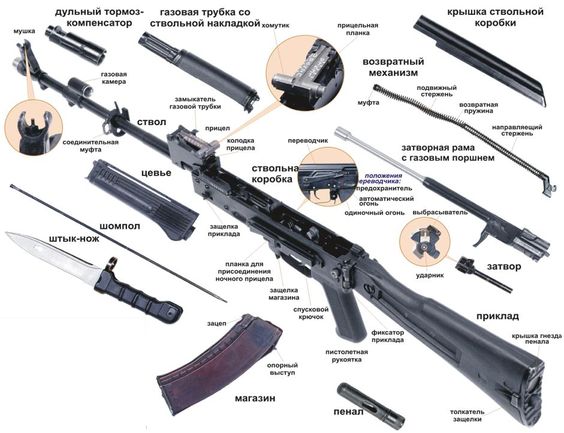 дульный тормоз-
компенсатор
газовая трубка со
ствольной накладкой
хомутик
прицельная
планка
крышка ствольной
коробки
мушка
газовая
камера
замыкатель
газовой трубки
ствол
прицел
колодка
прицела
соединительная
муфта
возвратный
механизм
подвижный
стержень
муфта
возвратная
пружина
направляющий
стержень
переводчик
затворная рама
с газовым поршнем
цевье
ствольная
коробка
положения
переводчика:
предохранитель
автоматический
огонь
одиночный огонь
выбрасыватель
шомпол
защелка
приклада
штык-нож
планка для
присоединения
ночного прицела
защелка
магазина
спусковой
крючок
ударник
затвор
зацеп
фиксатор
приклада
пистолетная
рукоятка
приклад
крышка гнезда
пенала
опорный
выступ
магазин
пенал
толкатель
защелки